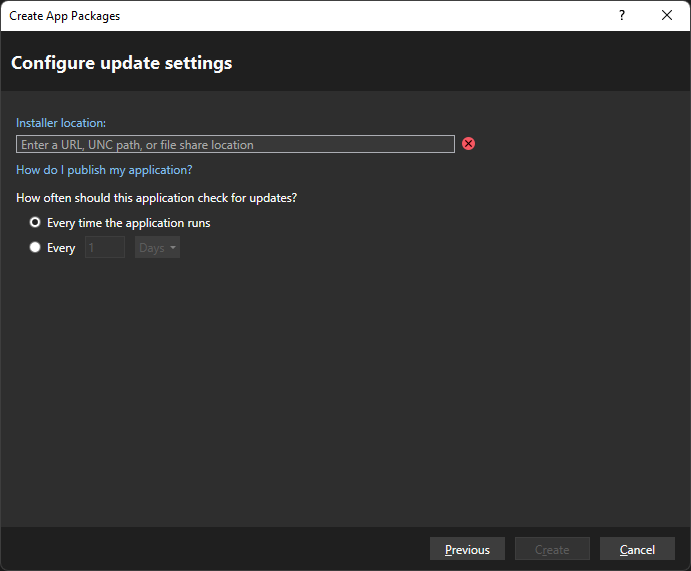 Create App Packages ?
Configure update settings
Installer location:
Enter a URL, UNC path, or file share location
How do I publish my application?
How often should this application check for updates?
Every time the application runs
Every 1 Days
Previous Create Cancel